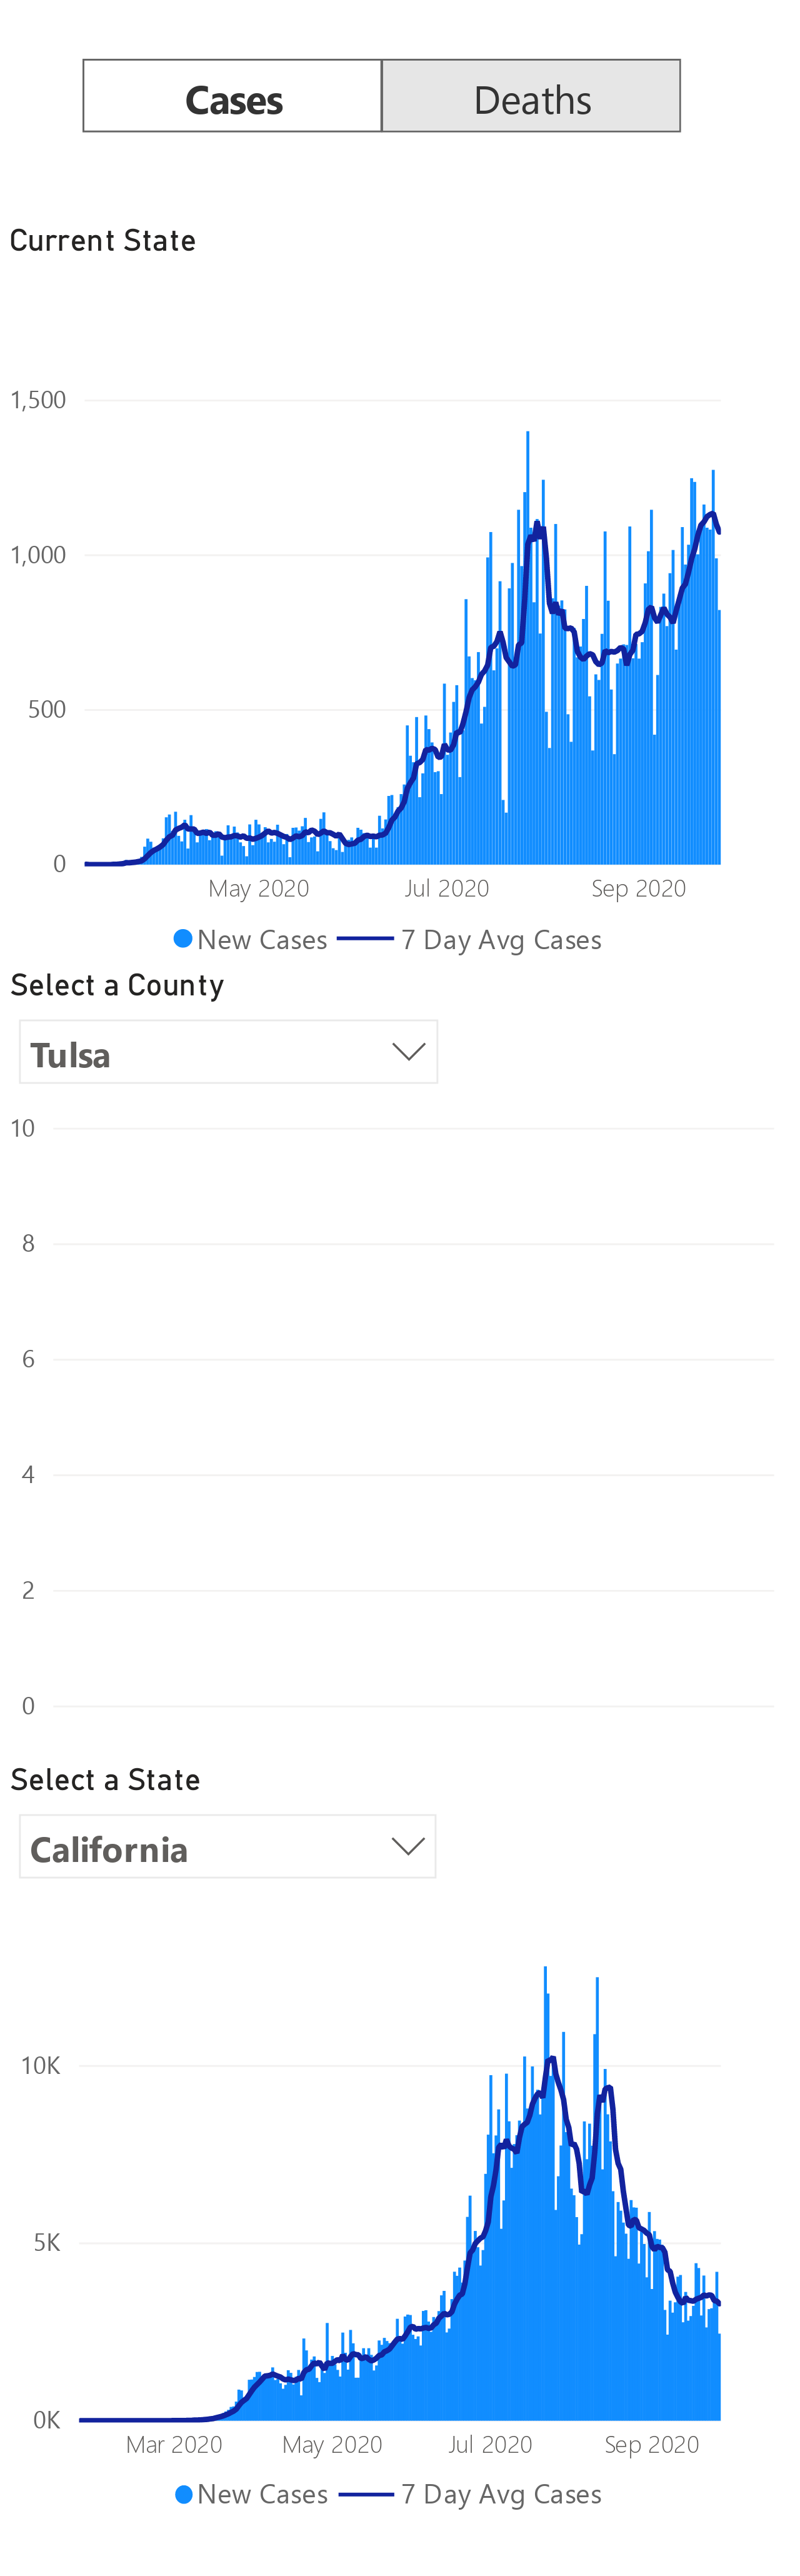 Cases Deaths
Current State
1,500
1,000
500
0
May 2020 Jul 2020 Sep 2020
New Cases 7 Day Avg Cases
Select a County
Tulsa
10
8
6
4
2
0
Select a State
California
10K
5K
0K
Mar 2020 May 2020 Jul 2020 Sep 2020
New Cases 7 Day Avg Cases